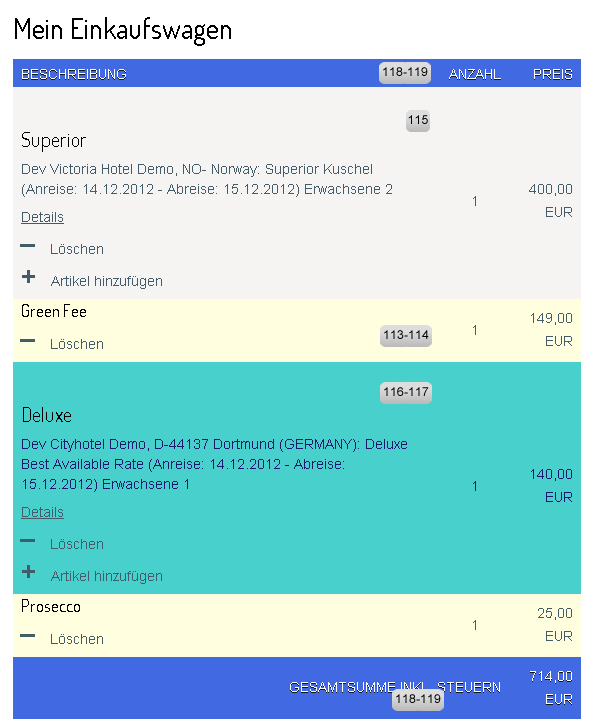 Mein Einkaufswagen
BESCHREIBUNG 118-119 ANZAHL PREIS
115
Superior
Dev Victoria Hotel Demo, NO- Norway: Superior Kuschel
(Anreise: 14.12.2012 - Abreise: 15.12.2012) Erwachsene 2
1
400,00
EUR
Details
Löschen
Artikel hinzufügen
Green Fee
Löschen
113-114
1
149,00
EUR
116-117
Deluxe
Dev Cityhotel Demo, D-44137 Dortmund (GERMANY): Deluxe
Best Available Rate (Anreise: 14.12.2012 - Abreise:
15.12.2012) Erwachsene 1
1
140,00
EUR
Details
Löschen
Artikel hinzufügen
Prosecco
Löschen
1
25,00
EUR
GESAMTSUMME INKL. STEUERN
118-119
714,00
EUR